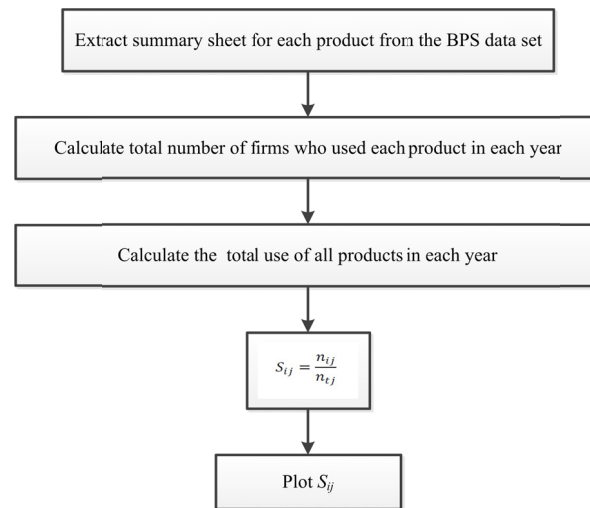 Extract summary sheet for each product from the BPS data set
Calculate total number of firms who used each product in each year
Calculate the total use of all products in each year
S_{ij} = \frac{n_{ij}}{n_{tj}}
Plot S_{ij}